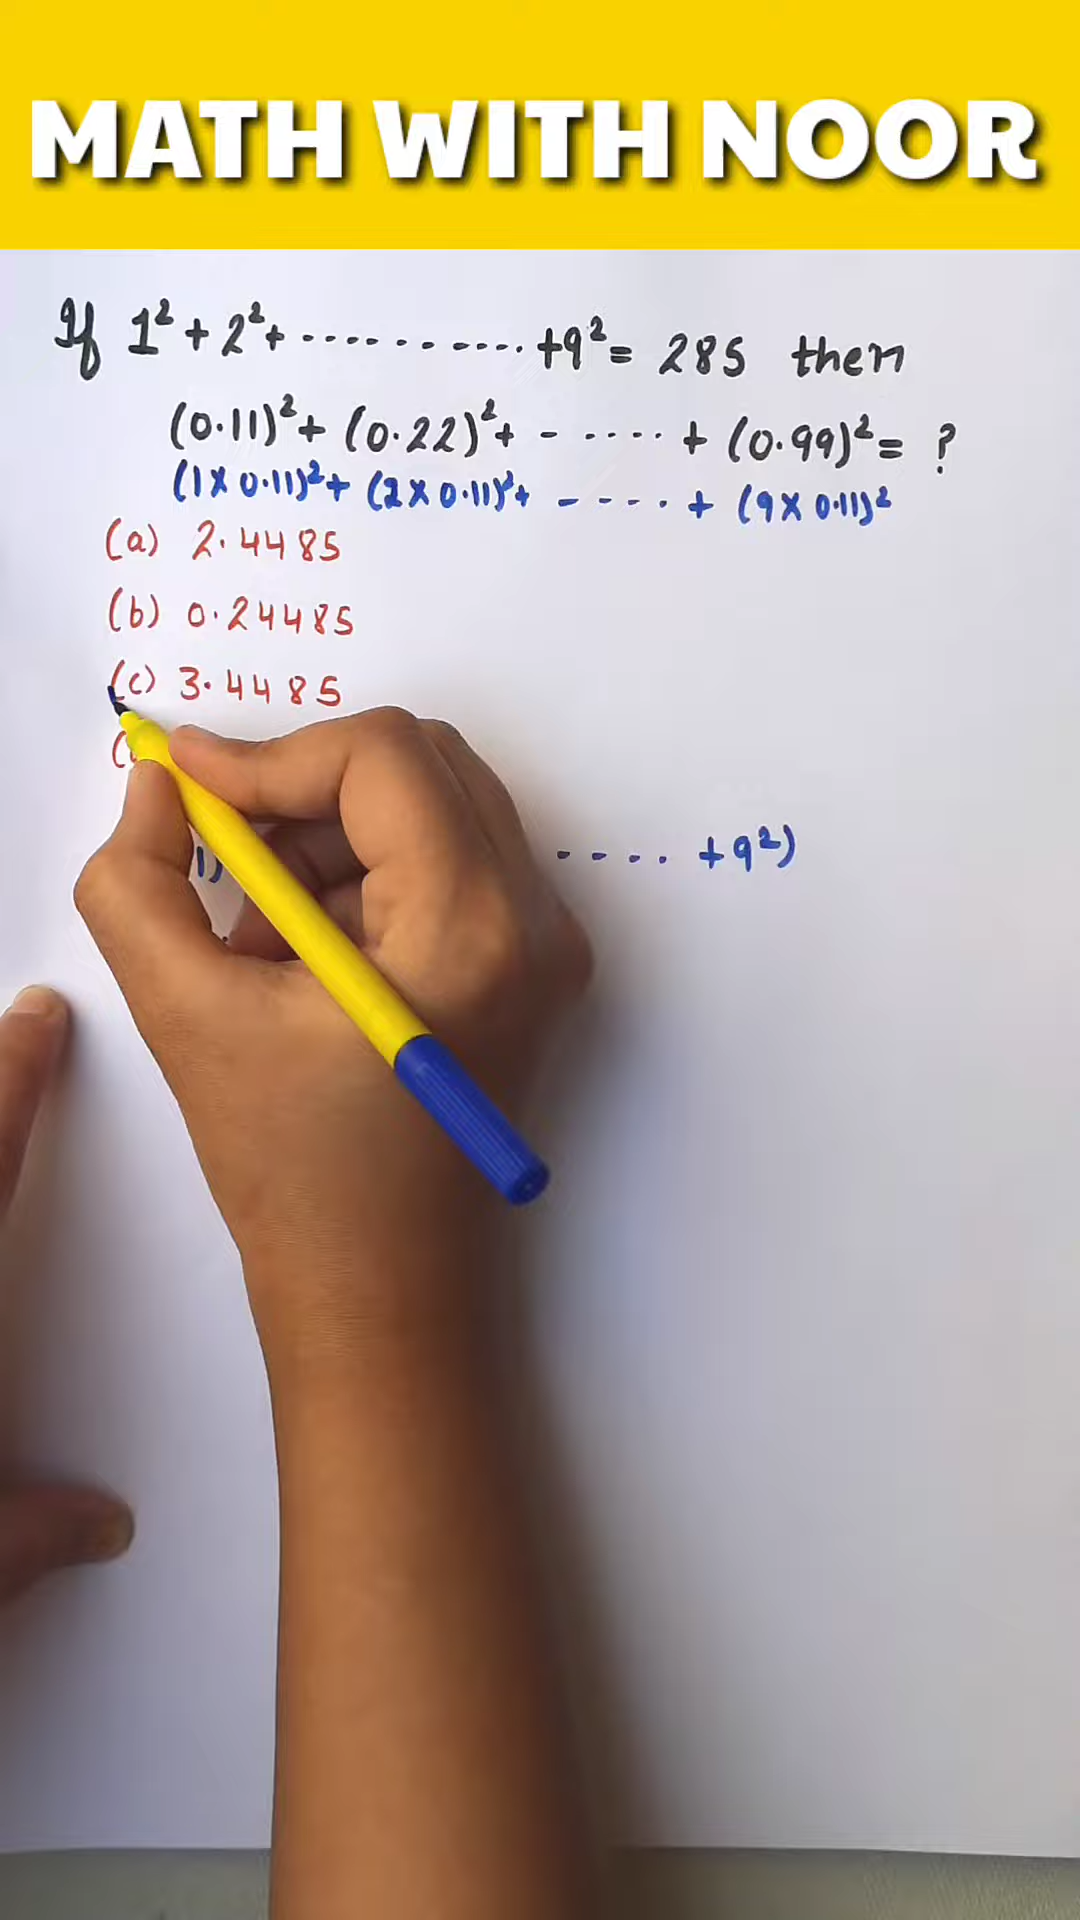 MATH WITH NOOR
If 1² + 2² + ........... + 9² = 285 then
(0.11)² + (0.22)² + - ..... + (0.99)² = ?
(1 × 0.11)² + (2 × 0.11)² + - - - - . + (9 × 0.11)²
(a) 2.4485
(b) 0.24485
(c) 3.4485
- - - - . + 9²)